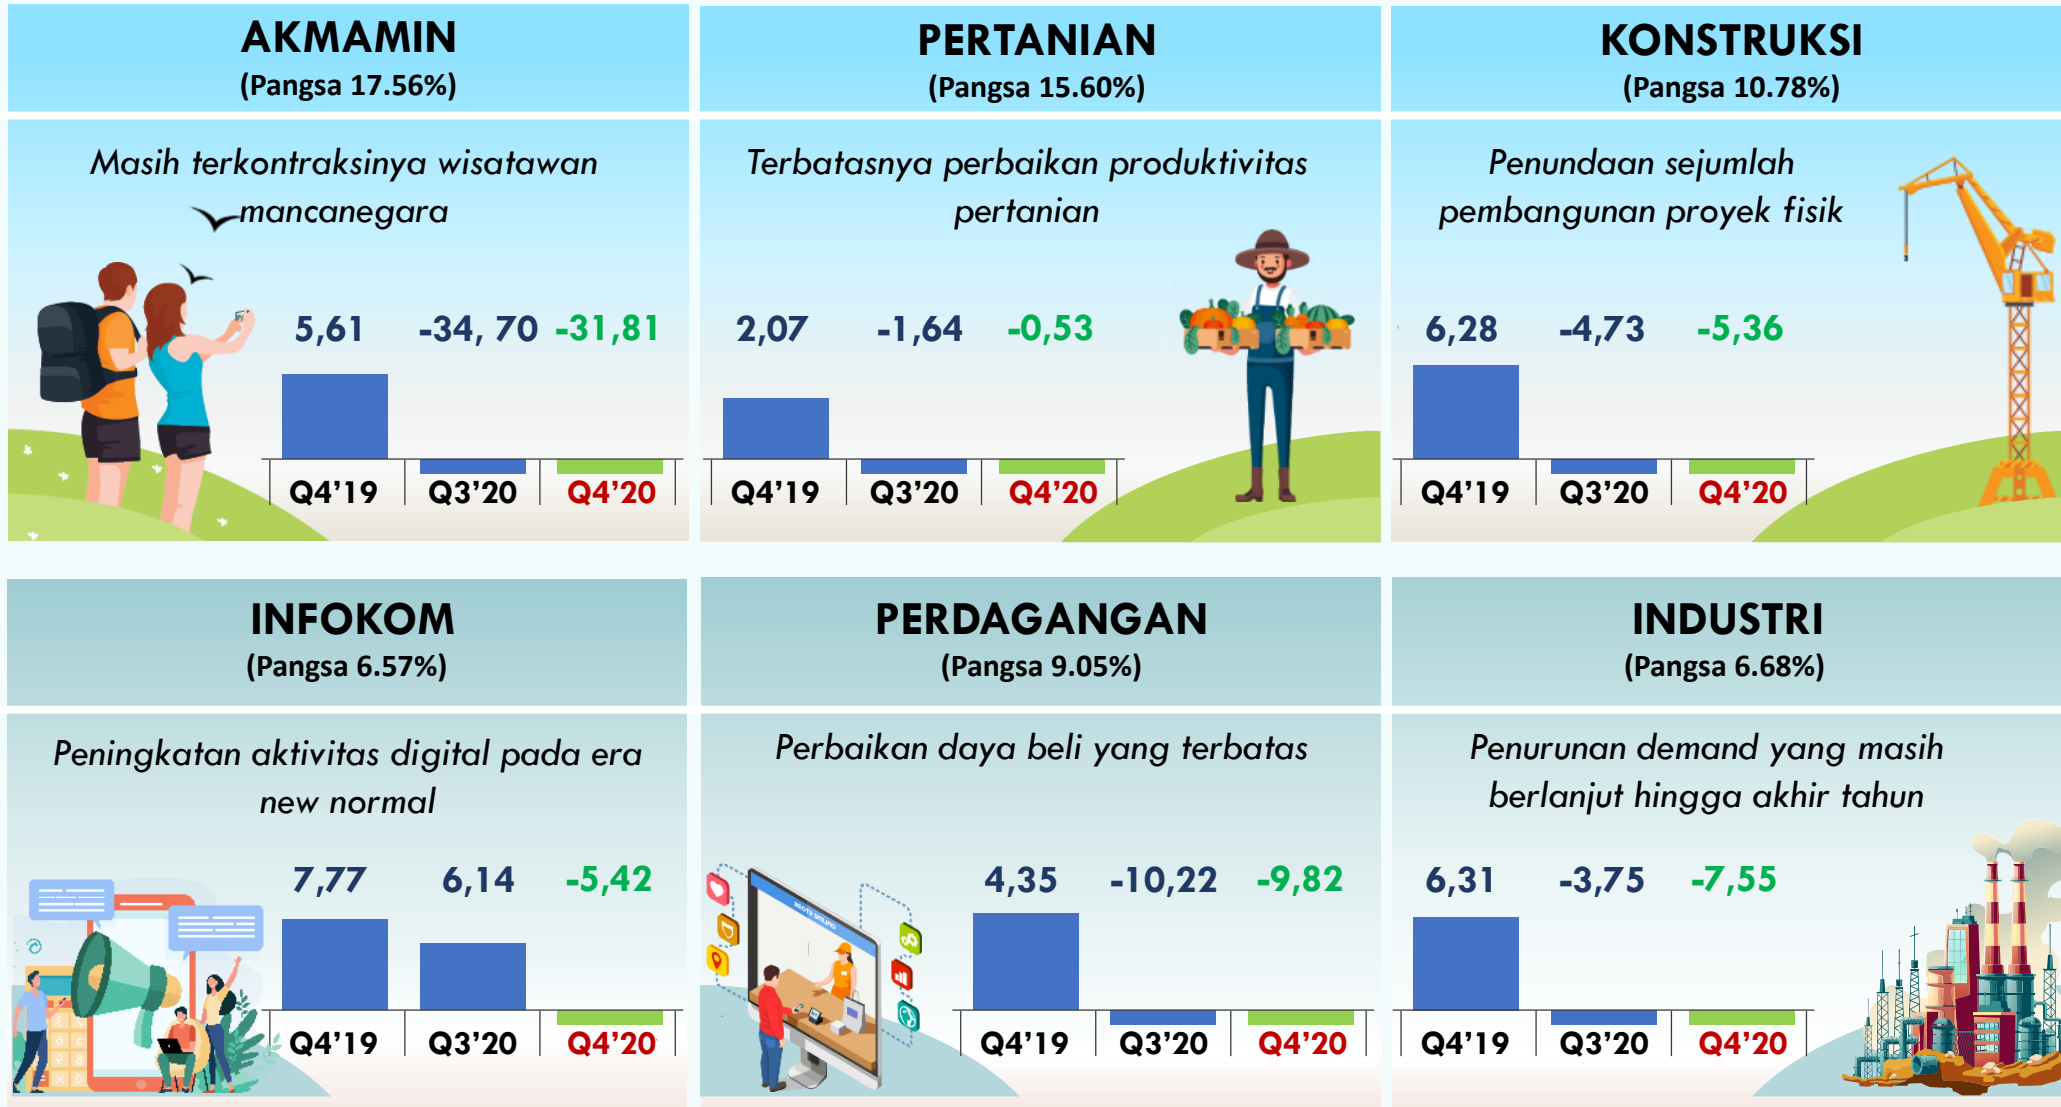 AKMAMIN
(Pangsa 17.56%)
Masih terkontraksinya wisatawan
mancanegara
5,61 -34, 70 -31,81
Q4’19 Q3’20 Q4’20
PERTANIAN
(Pangsa 15.60%)
Terbatasnya perbaikan produktivitas
pertanian
2,07 -1,64 -0,53
Q4’19 Q3’20 Q4’20
KONSTRUKSI
(Pangsa 10.78%)
Penundaan sejumlah
pembangunan proyek fisik
6,28 -4,73 -5,36
Q4’19 Q3’20 Q4’20
INFOKOM
(Pangsa 6.57%)
Peningkatan aktivitas digital pada era
new normal
7,77 6,14 -5,42
Q4’19 Q3’20 Q4’20
PERDAGANGAN
(Pangsa 9.05%)
Perbaikan daya beli yang terbatas
4,35 -10,22 -9,82
Q4’19 Q3’20 Q4’20
INDUSTRI
(Pangsa 6.68%)
Penurunan demand yang masih
berlanjut hingga akhir tahun
6,31 -3,75 -7,55
Q4’19 Q3’20 Q4’20